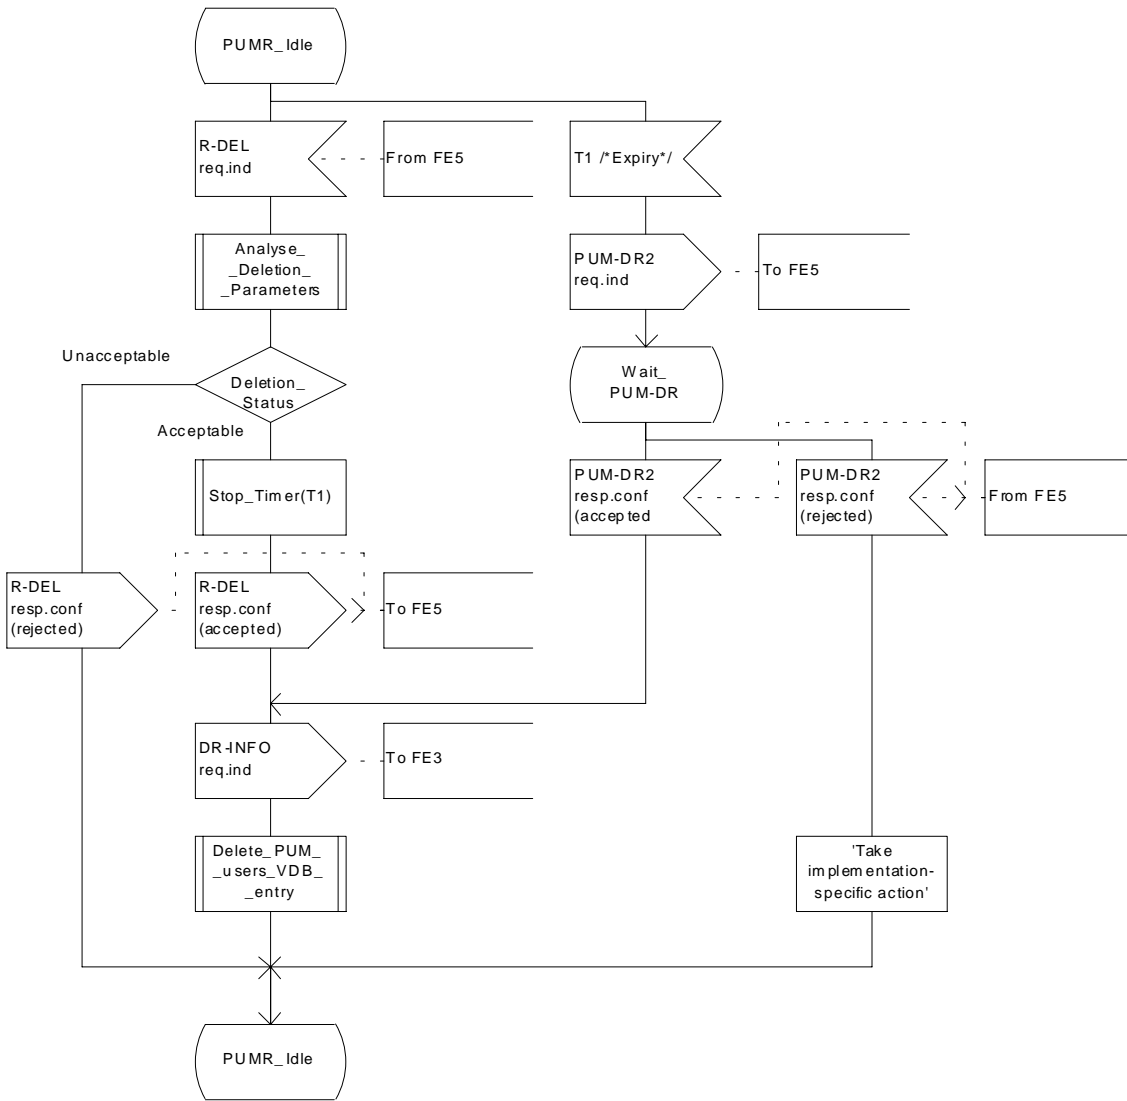 PUMR_Idle
R-DEL
req.ind
From FE5
T1 /*Expiry*/
Analyse_
_Deletion_
_Parameters
PUM-DR2
req.ind
To FE5
Unacceptable
Deletion_
Status
Acceptable
Wait_
PUM-DR
Stop_Timer(T1)
PUM-DR2
resp.conf
(accepted
PUM-DR2
resp.conf
(rejected)
From FE5
R-DEL
resp.conf
(rejected)
R-DEL
resp.conf
(accepted)
To FE5
DR-INFO
req.ind
To FE3
Delete_PUM_
_users_VDB_
_entry
'Take
implementation-
specific action'
PUMR_Idle